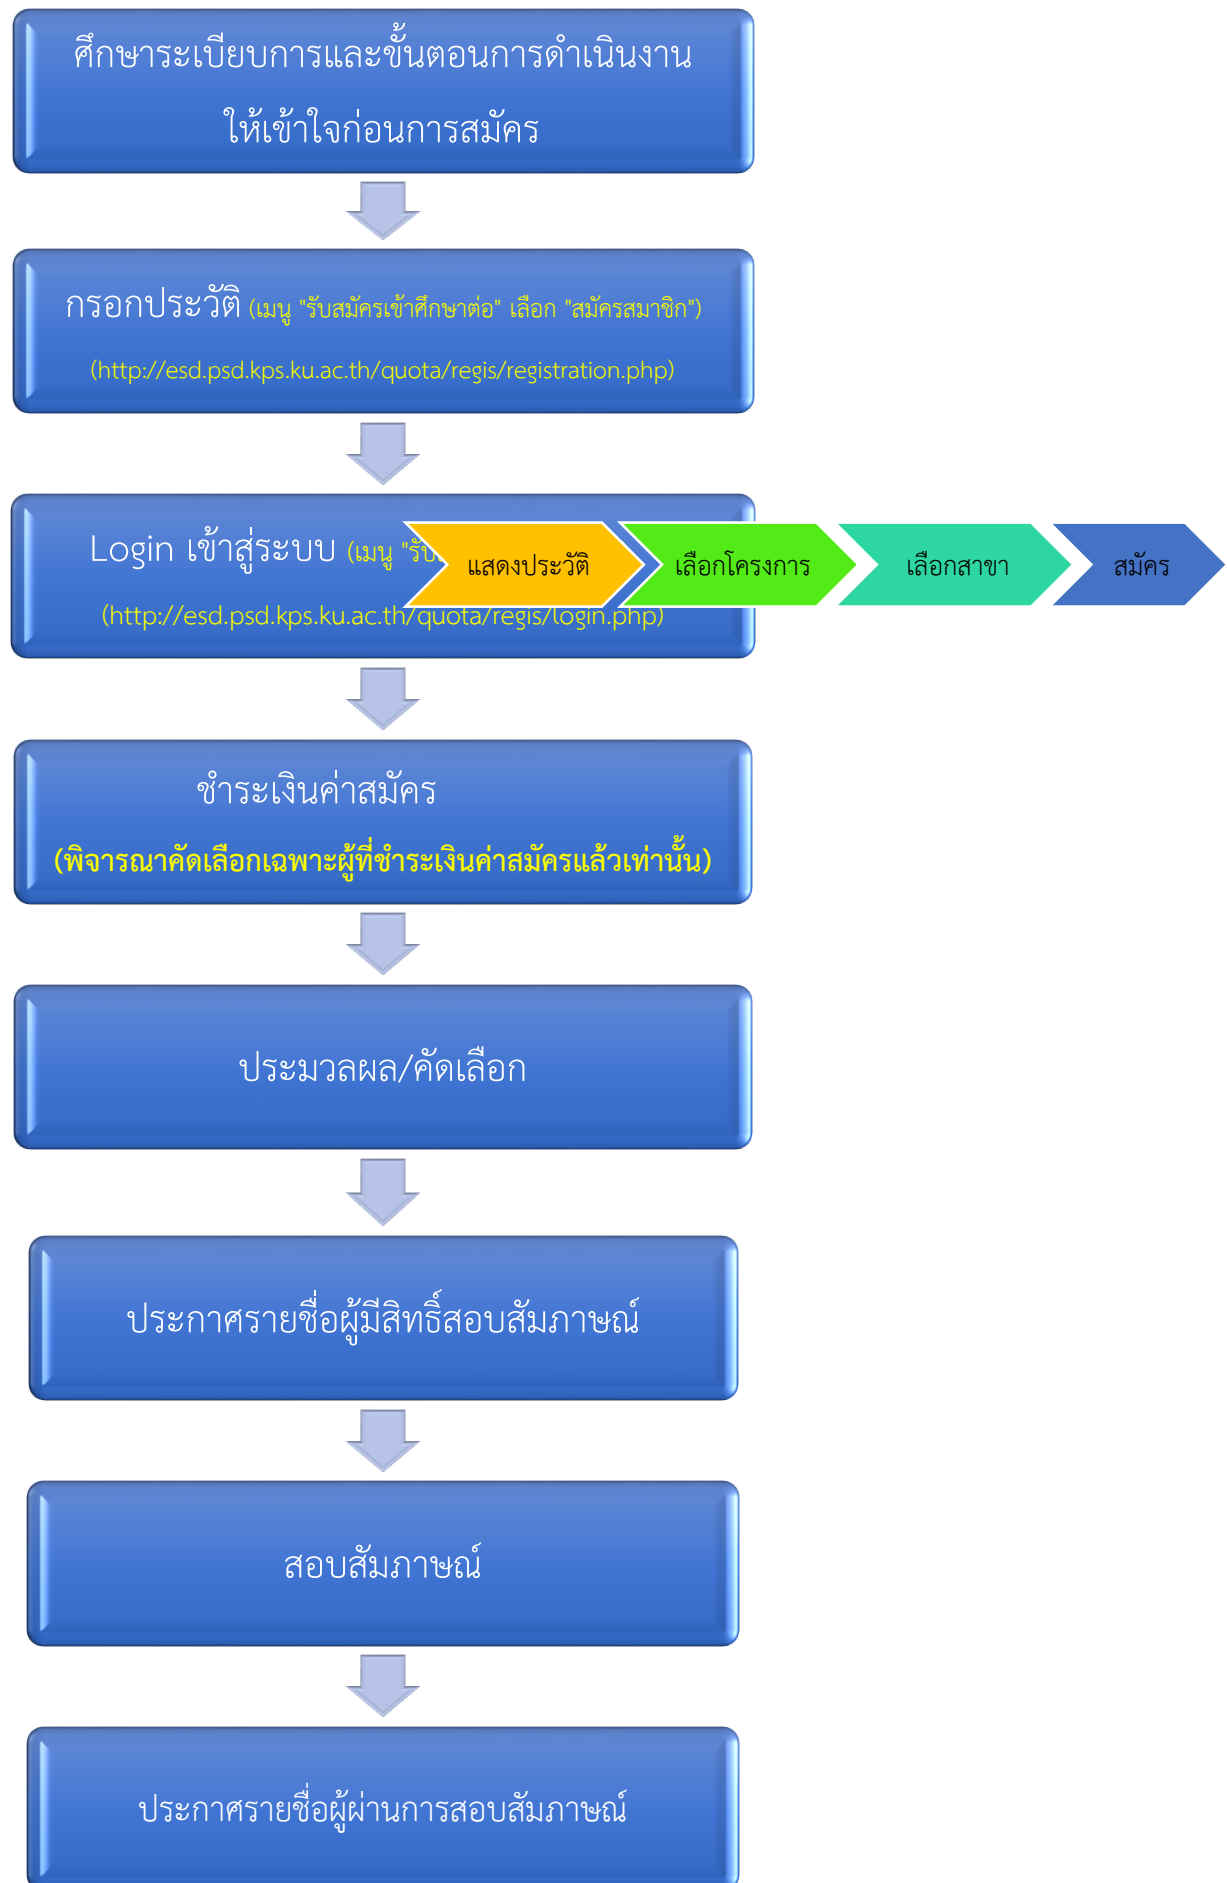 ศึกษาระเบียบการและขั้นตอนการดำเนินงาน
ให้เข้าใจก่อนการสมัคร
กรอกประวัติ (เมนู "รับสมัครเข้าศึกษาต่อ" เลือก "สมัครสมาชิก")
(http://esd.psd.kps.ku.ac.th/quota/regis/registration.php)
Login เข้าสู่ระบบ (เมนู
แสดงประวัติ
เลือกโครงการ
เลือกสาขา
สมัคร
(http://esd.psd.kps.ku.ac.th/quota/regis/login.php)
ชำระเงินค่าสมัคร
(พิจารณาคัดเลือกเฉพาะผู้ที่ชำระเงินค่าสมัครแล้วเท่านั้น)
ประมวลผล/คัดเลือก
ประกาศรายชื่อผู้มีสิทธิ์สอบสัมภาษณ์
สอบสัมภาษณ์
ประกาศรายชื่อผู้ผ่านการสอบสัมภาษณ์